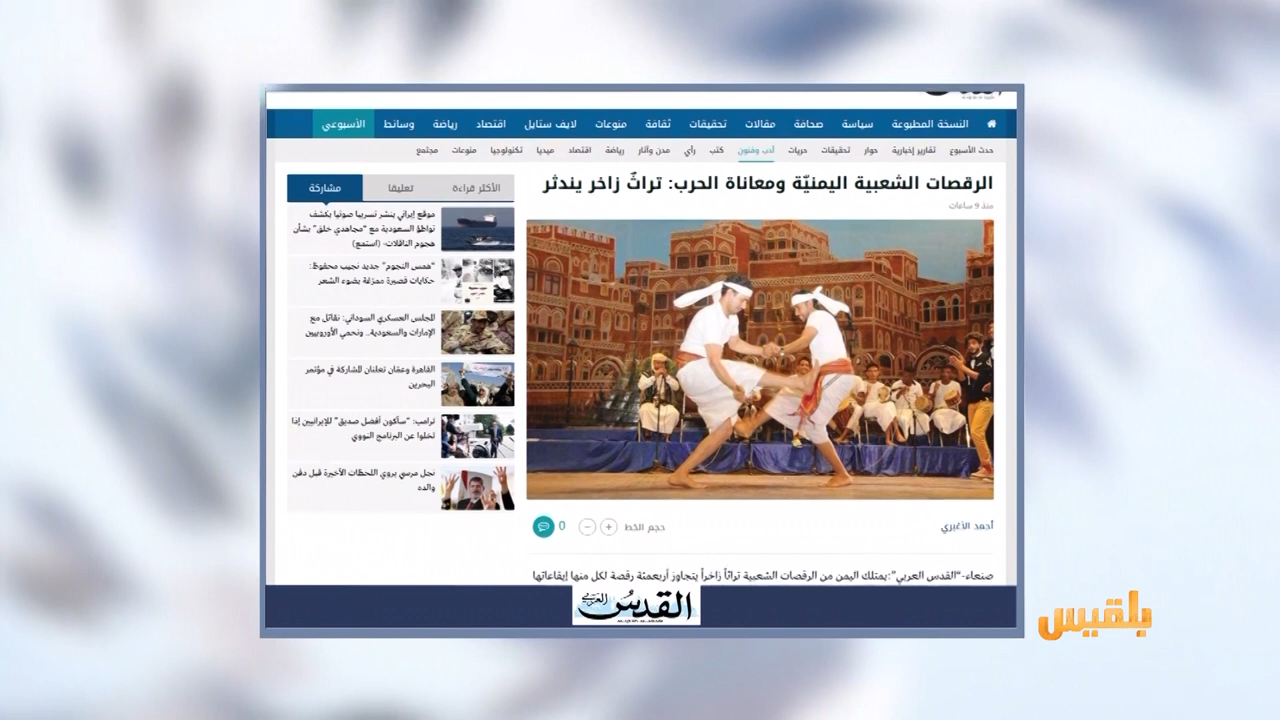 النسخة المطبوعة سياسة صحافة مقالات تحقيقات ثقافة منوعات لايف ستايل اقتصاد رياضة وسائط الأسبوعي
حدث الأسبوع تقارير إخبارية حوار تحقيقات حريات أدب وفنون كتب رأي مدن وآثار رياضة اقتصاد ميديا تكنولوجيا منوعات مجتمع
الرقصات الشعبية اليمنيّة ومعاناة الحرب: تراثٌ زاخر يندثر
منذ 9 ساعات
أحمد الأغبري
حجم الخط
0
صنعاء-“القدس العربي”:يمتلك اليمن من الرقصات الشعبية تراثاً زاخراً يتجاوز أربعمئة رقصة لكل منها إيقاعاتها
الأكثر قراءة تعليقا مشاركة
موقع إيراني ينشر تسريبا صوتيا يكشف
تواطؤ السعودية مع “مجاهدي خلق” بشأن
هجوم الناقلات- (استمع)
“همس النجوم” جديد نجيب محفوظ:
حكايات قصيرة ممزغة بضوء الشعر
المجلس العسكري السوداني: نقاتل مع
الإمارات والسعودية.. ونحمي الأوروبيين
القاهرة وعمّان تعلنان المشاركة في مؤتمر
البحرين
ترامب: “سأكون أفضل صديق” للإيرانيين إذا
تخلوا عن البرنامج النووي
نجل مرسي يروي اللحظات الأخيرة قبل دفن
والده
القدس العربي
بلقيس